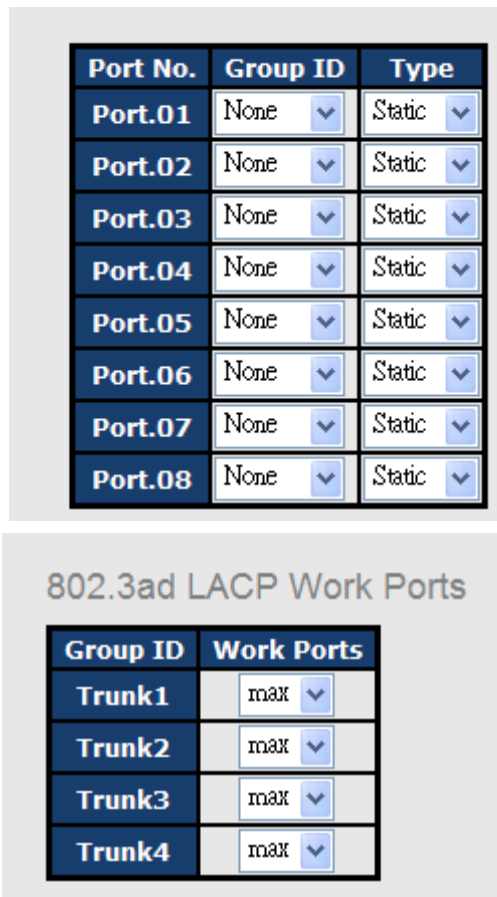 Port No. Group ID Type
Port.01 None Static
Port.02 None Static
Port.03 None Static
Port.04 None Static
Port.05 None Static
Port.06 None Static
Port.07 None Static
Port.08 None Static
802.3ad LACP Work Ports
Group ID Work Ports
Trunk1 max
Trunk2 max
Trunk3 max
Trunk4 max